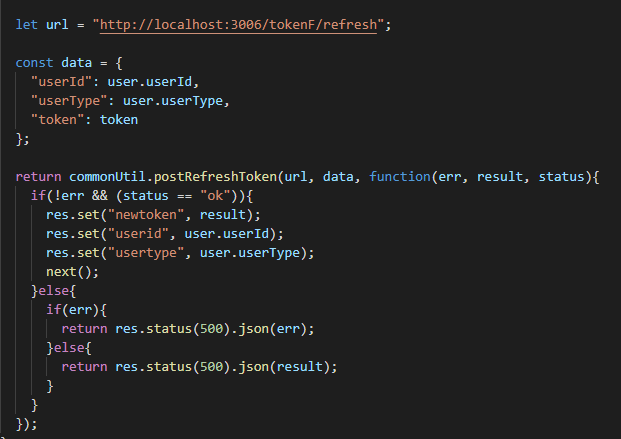 let url = "http://localhost:3006/tokenF/refresh";
const data = {
"userId": user.userId,
"userType": user.userType,
"token": token
};
return commonUtil.postRefreshToken(url, data, function(err, result, status){
if(!err && (status == "ok")){
res.set("newtoken", result);
res.set("userid", user.userId);
res.set("usertype", user.userType);
next();
}else{
if(err){
return res.status(500).json(err);
}else{
return res.status(500).json(result);
}
}
});